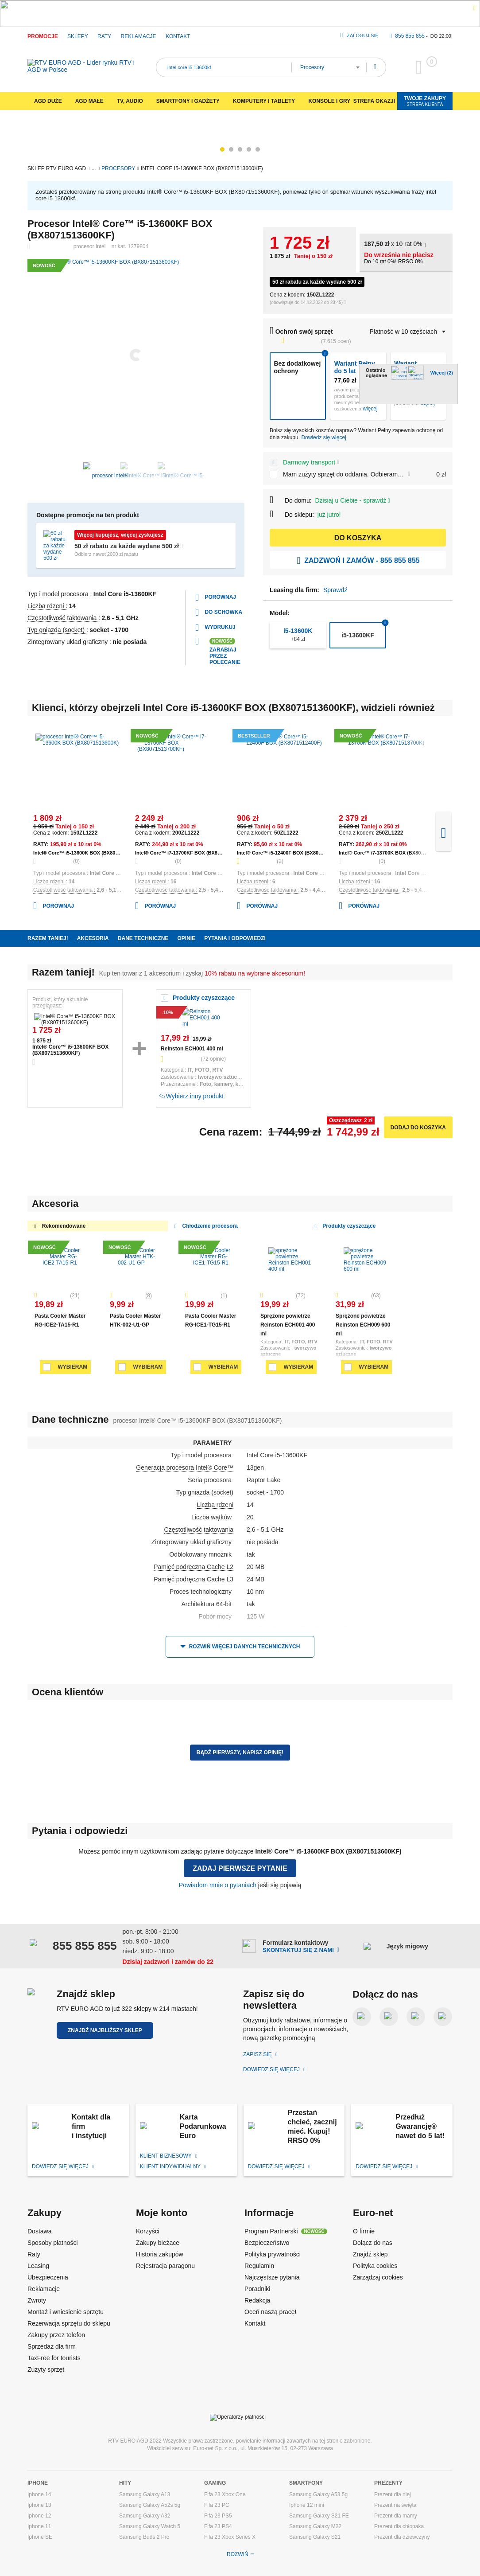 PROMOCJE SKLEPY RATY REKLAMACJE KONTAKT
ZALOGUJ SIĘ 855 855 855 - DO 22:00!
RTV EURO AGD - Lider rynku RTV i AGD w Polsce
intel core i5 13600kf Procesory
0
AGD DUŻE AGD MAŁE TV, AUDIO SMARTFONY I GADŻETY KOMPUTERY I TABLETY KONSOLE I GRY STREFA OKAZJI TWOJE ZAKUPY
STREFA KLIENTA
SKLEP RTV EURO AGD ... PROCESORY INTEL CORE I5-13600KF BOX (BX8071513600KF)
Zostałeś przekierowany na stronę produktu Intel® Core™ i5-13600KF BOX (BX8071513600KF), ponieważ tylko on spełniał warunek wyszukiwania frazy intel core i5 13600kf.
Procesor Intel® Core™ i5-13600KF BOX (BX8071513600KF)
procesor Intel nr kat. 1279804
NOWOŚĆ
Core™ i5-13600KF BOX (BX8071513600KF)
1 725 zł
1 875 zł Taniej o 150 zł
187,50 zł x 10 rat 0%
Do września nie płacisz
Do 10 rat 0%! RRSO 0%
50 zł rabatu za każde wydane 500 zł
Cena z kodem: 150ZL1222
(obowiązuje do 14.12.2022 do 23:46)
Ochroń swój sprzęt Płatność w 10 częściach
(7 615 ocen)
Bez dodatkowej ochrony
Wariant Pełny do 5 lat
77,60 zł
więcej
Wariant
Ostatnio oglądane Więcej (2)
Boisz się wysokich kosztów napraw? Wariant Pełny zapewnia ochronę od dnia zakupu. Dowiedz się więcej
Darmowy transport
Mam zużyty sprzęt do oddania. Odbieram… 0 zł
Do domu: Dzisiaj u Ciebie - sprawdź
Do sklepu: już jutro!
DO KOSZYKA
ZADZWOŃ I ZAMÓW - 855 855 855
Leasing dla firm: Sprawdź
Model:
i5-13600K
+84 zł
i5-13600KF
Dostępne promocje na ten produkt
50 zł rabatu za każde wydane 500 zł
Więcej kupujesz, więcej zyskujesz
50 zł rabatu za każde wydane 500 zł
Odbierz nawet 2000 zł rabatu
Typ i model procesora : Intel Core i5-13600KF
Liczba rdzeni : 14
Częstotliwość taktowania : 2,6 - 5,1 GHz
Typ gniazda (socket) : socket - 1700
Zintegrowany układ graficzny : nie posiada
PORÓWNAJ
DO SCHOWKA
WYDRUKUJ
NOWOŚĆ
ZARABIAJ PRZEZ POLECANIE
Klienci, którzy obejrzeli Intel Core i5-13600KF BOX (BX8071513600KF), widzieli również
procesor Intel® Core™ i5-13600K BOX (BX8071513600K)
1 809 zł
1 959 zł Taniej o 150 zł
Cena z kodem: 150ZL1222
RATY: 195,90 zł x 10 rat 0%
Intel® Core™ i5-13600K BOX (BX80…
(0)
Typ i model procesora : Intel Core …
Liczba rdzeni : 14
Częstotliwość taktowania : 2,6 - 5,1…
PORÓWNAJ
NOWOŚĆ
Intel® Core™ i7-13700KF BOX (BX8071513700KF)
2 249 zł
2 449 zł Taniej o 200 zł
Cena z kodem: 200ZL1222
RATY: 244,90 zł x 10 rat 0%
Intel® Core™ i7-13700KF BOX (BX8…
(0)
Typ i model procesora : Intel Core …
Liczba rdzeni : 16
Częstotliwość taktowania : 2,5 - 5,4…
PORÓWNAJ
BESTSELLER
Core™ i5-12400F BOX (BX8071512400F)
906 zł
956 zł Taniej o 50 zł
Cena z kodem: 50ZL1222
RATY: 95,60 zł x 10 rat 0%
Intel® Core™ i5-12400F BOX (BX80…
(2)
Typ i model procesora : Intel Core …
Liczba rdzeni : 6
Częstotliwość taktowania : 2,5 - 4,4…
PORÓWNAJ
NOWOŚĆ
Intel® Core™ i7-13700K BOX (BX8071513700K)
2 379 zł
2 629 zł Taniej o 250 zł
Cena z kodem: 250ZL1222
RATY: 262,90 zł x 10 rat 0%
Intel® Core™ i7-13700K BOX (BX80…
(0)
Typ i model procesora : Intel Core
Liczba rdzeni : 16
Częstotliwość taktowania : 2,5 - 5,4
PORÓWNAJ
RAZEM TANIEJ! AKCESORIA DANE TECHNICZNE OPINIE PYTANIA I ODPOWIEDZI
Razem taniej! Kup ten towar z 1 akcesorium i zyskaj 10% rabatu na wybrane akcesorium!
Produkt, który aktualnie przeglądasz:
Intel® Core™ i5-13600KF BOX (BX8071513600KF)
1 725 zł
1 875 zł
Intel® Core™ i5-13600KF BOX (BX8071513600KF)
+
Produkty czyszczące
-10%
Reinston ECH001 400 ml
17,99 zł 19,99 zł
Reinston ECH001 400 ml
(72 opinie)
Kategoria : IT, FOTO, RTV
Zastosowanie : tworzywo sztur…
Przeznaczenie : Foto, kamery, k…
Wybierz inny produkt
Cena razem: 1 744,99 zł Oszczędzasz 2 zł 1 742,99 zł DODAJ DO KOSZYKA
Akcesoria
Rekomendowane Chłodzenie procesora Produkty czyszczące
NOWOŚĆ
Cooler Master RG-ICE2-TA15-R1
(21)
19,89 zł
Pasta Cooler Master RG-ICE2-TA15-R1
WYBIERAM
NOWOŚĆ
Cooler Master HTK-002-U1-GP
(8)
9,99 zł
Pasta Cooler Master HTK-002-U1-GP
WYBIERAM
NOWOŚĆ
Cooler Master RG-ICE1-TG15-R1
(1)
19,99 zł
Pasta Cooler Master RG-ICE1-TG15-R1
WYBIERAM
sprężone powietrze Reinston ECH001 400 ml
(72)
19,99 zł
Sprężone powietrze Reinston ECH001 400 ml
Kategoria : IT, FOTO, RTV
Zastosowanie : tworzywo sztuczne
WYBIERAM
sprężone powietrze Reinston ECH009 600 ml
(63)
31,99 zł
Sprężone powietrze Reinston ECH009 600 ml
Kategoria : IT, FOTO, RTV
Zastosowanie : tworzywo sztuczne
WYBIERAM
Dane techniczne procesor Intel® Core™ i5-13600KF BOX (BX8071513600KF)
PARAMETRY
Typ i model procesora Intel Core i5-13600KF
Generacja procesora Intel® Core™ 13gen
Seria procesora Raptor Lake
Typ gniazda (socket) socket - 1700
Liczba rdzeni 14
Liczba wątków 20
Częstotliwość taktowania 2,6 - 5,1 GHz
Zintegrowany układ graficzny nie posiada
Odblokowany mnożnik tak
Pamięć podręczna Cache L2 20 MB
Pamięć podręczna Cache L3 24 MB
Proces technologiczny 10 nm
Architektura 64-bit tak
Pobór mocy 125 W
ROZWIŃ WIĘCEJ DANYCH TECHNICZNYCH
Ocena klientów
BĄDŹ PIERWSZY, NAPISZ OPINIĘ!
Pytania i odpowiedzi
Możesz pomóc innym użytkownikom zadając pytanie dotyczące Intel® Core™ i5-13600KF BOX (BX8071513600KF)
ZADAJ PIERWSZE PYTANIE
Powiadom mnie o pytaniach jeśli się pojawią
855 855 855
pon.-pt. 8:00 - 21:00
sob. 9:00 - 18:00
niedz. 9:00 - 18:00
Dzisiaj zadzwoń i zamów do 22
Formularz kontaktowy
SKONTAKTUJ SIĘ Z NAMI
Język migowy
Znajdź sklep
RTV EURO AGD to już 322 sklepy w 214 miastach!
ZNAJDŹ NAJBLIŻSZY SKLEP
Zapisz się do newslettera
Otrzymuj kody rabatowe, informacje o promocjach, informacje o nowościach, nową gazetkę promocyjną
ZAPISZ SIĘ
DOWIEDZ SIĘ WIĘCEJ
Dołącz do nas
Kontakt dla firm i instytucji
DOWIEDZ SIĘ WIĘCEJ
Karta Podarunkowa Euro
KLIENT BIZNESOWY
KLIENT INDYWIDUALNY
Przestań chcieć, zacznij mieć. Kupuj! RRSO 0%
DOWIEDZ SIĘ WIĘCEJ
Przedłuż Gwarancję® nawet do 5 lat!
DOWIEDZ SIĘ WIĘCEJ
Zakupy
Dostawa
Sposoby płatności
Raty
Leasing
Ubezpieczenia
Reklamacje
Zwroty
Montaż i wniesienie sprzętu
Rezerwacja sprzętu do sklepu
Zakupy przez telefon
Sprzedaż dla firm
TaxFree for tourists
Zużyty sprzęt
Moje konto
Korzyści
Zakupy bieżące
Historia zakupów
Rejestracja paragonu
Informacje
Program Partnerski NOWOŚĆ
Bezpieczeństwo
Polityka prywatności
Regulamin
Najczęstsze pytania
Poradniki
Redakcja
Oceń naszą pracę!
Kontakt
Euro-net
O firmie
Dołącz do nas
Znajdź sklep
Polityka cookies
Zarządzaj cookies
Operatorzy płatności
RTV EURO AGD 2022 Wszystkie prawa zastrzeżone, powielanie informacji zawartych na tej stronie zabronione.
Właściciel serwisu: Euro-net Sp. z o.o., ul. Muszkieterów 15, 02-273 Warszawa
IPHONE
Iphone 14
Iphone 13
Iphone 12
Iphone 11
Iphone SE
HITY
Samsung Galaxy A13
Samsung Galaxy A52s 5g
Samsung Galaxy A32
Samsung Galaxy Watch 5
Samsung Buds 2 Pro
GAMING
Fifa 23 Xbox One
Fifa 23 PC
Fifa 23 PS5
Fifa 23 PS4
Fifa 23 Xbox Series X
SMARTFONY
Samsung Galaxy A53 5g
Iphone 12 mini
Samsung Galaxy S21 FE
Samsung Galaxy M22
Samsung Galaxy S21
PREZENTY
Prezent dla niej
Prezent na święta
Prezent dla mamy
Prezent dla chłopaka
Prezent dla dziewczyny
ROZWIŃ